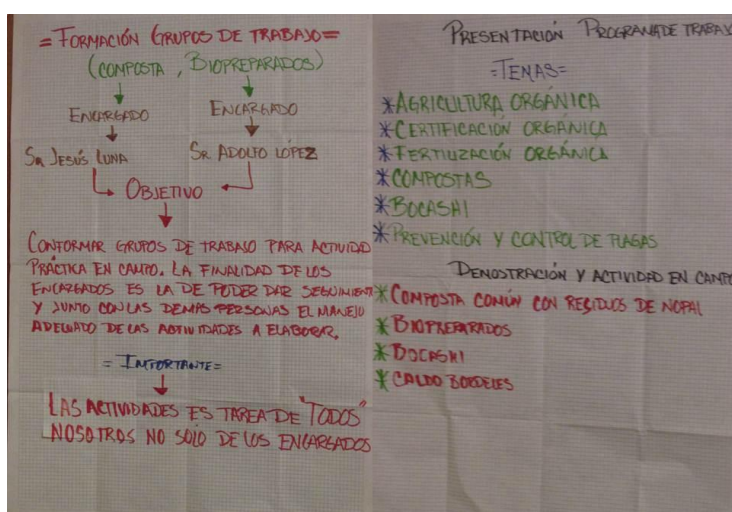 =FORMACIÓN GRUPOS DE TRABAJO=
(COMPOSTA, BIOPREPARADOS)
ENCARGADO ENCARGADO
SR JESÚS LUNA SR ADOLFO LÓPEZ
OBJETIVO
CONFORMAR GRUPOS DE TRABAJO PARA ACTIVIDAD
PRÁCTICA EN CAMPO. LA FINALIDAD DE LOS
ENCARGADOS ES LA DE PODER DAR SEGUIMIENT
Y JUNTO CON LAS DEMÁS PERSONAS EL MANEJO
ADECUADO DE LAS ACTIVIDADES A ELABORAR.
=IMPORTANTE=
LAS ACTIVIDADES ES TAREA DE "TODOS"
NOSOTROS NO SÓLO DE LOS ENCARGADOS
PRESENTACIÓN PROGRAMA DE TRABAJ
=TEMAS=
*AGRICULTURA ORGÁNICA
*CERTIFICACIÓN ORGÁNICA
*FERTILIZACIÓN ORGÁNICA
*COMPOSTAS
*BOCASHI
*PREVENCIÓN Y CONTROL DE PLAGAS
DEMOSTRACIÓN Y ACTIVIDAD EN CAMPO
*COMPOSTA COMÚN CON RESIDUOS DE NOPAL
*BIOPREPARADOS
*BOCASHI
*CALDO BORDELES